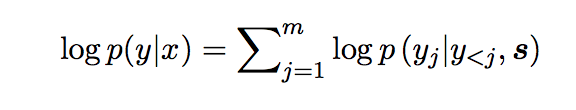 log p(y|x) = ∑_{j=1}^{m} log p (y_j|y_{<j}, s)